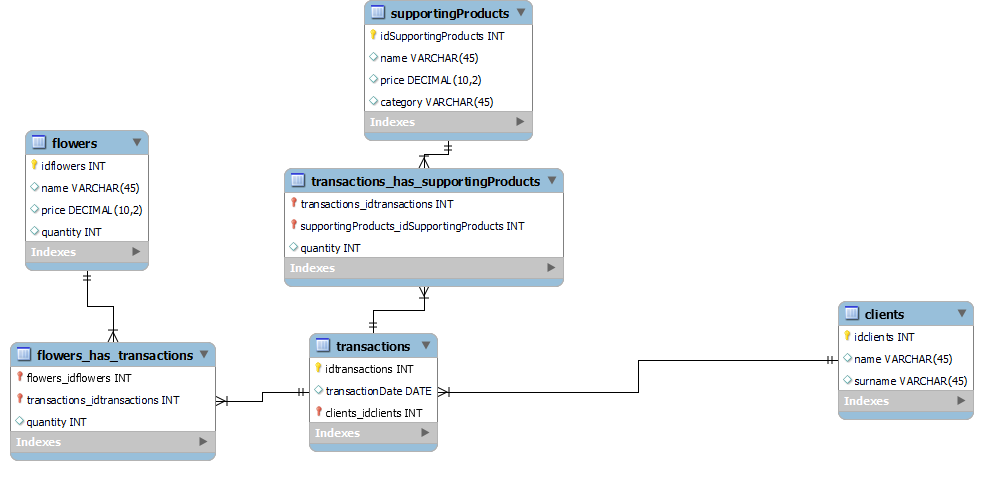 supportingProducts
idSupportingProducts INT
name VARCHAR(45)
price DECIMAL(10,2)
category VARCHAR(45)
Indexes
flowers
idflowers INT
name VARCHAR(45)
price DECIMAL(10,2)
quantity INT
Indexes
transactions_has_supportingProducts
transactions_idtransactions INT
supportingProducts_idSupportingProducts INT
quantity INT
Indexes
flowers_has_transactions
flowers_idflowers INT
transactions_idtransactions INT
quantity INT
Indexes
transactions
idtransactions INT
transactionDate DATE
clients_idclients INT
Indexes
clients
idclients INT
name VARCHAR(45)
surname VARCHAR(45)
Indexes